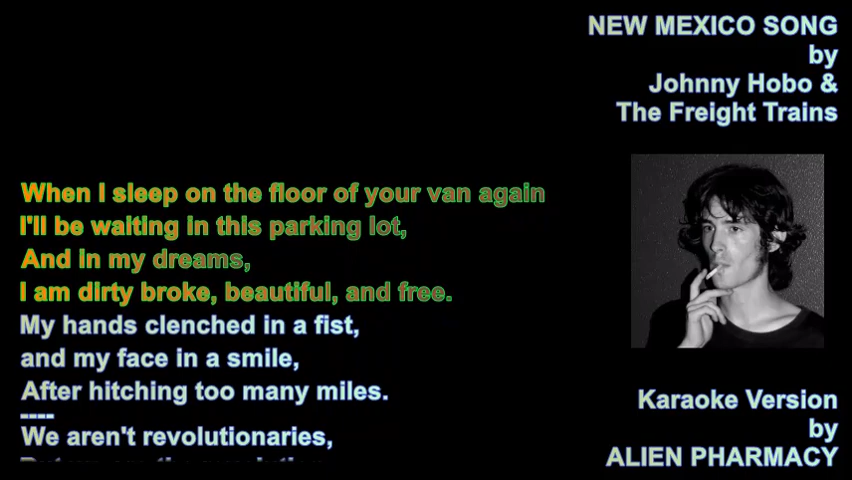 NEW MEXICO SONG
by
Johnny Hobo &
The Freight Trains
When I sleep on the floor of your van again
I'll be waiting in this parking lot,
And in my dreams,
I am dirty broke, beautiful, and free.
My hands clenched in a fist,
and my face in a smile,
After hitching too many miles.
----
We aren't revolutionaries,
Karaoke Version
by
ALIEN PHARMACY